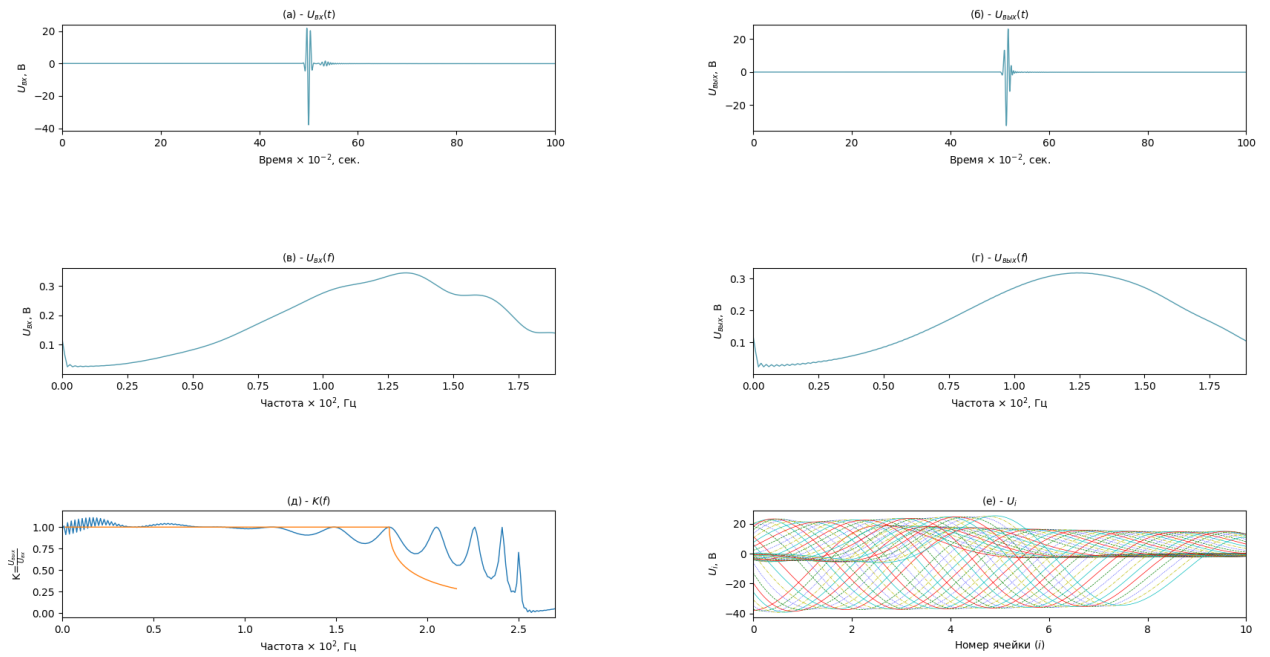 (а) - U_вх(t)
20
0
−20
−40
U_вх, В
0 20 40 60 80 100
Время × 10⁻², сек.
(б) - U_вых(t)
20
0
−20
U_вых, В
0 20 40 60 80 100
Время × 10⁻², сек.
(в) - U_вх(f)
0.3
0.2
0.1
U_вх, В
0.00 0.25 0.50 0.75 1.00 1.25 1.50 1.75
Частота × 10², Гц
(г) - U_вых(f)
0.3
0.2
0.1
U_вых, В
0.00 0.25 0.50 0.75 1.00 1.25 1.50 1.75
Частота × 10², Гц
(д) - K(f)
1.00
0.75
0.50
0.25
0.00
K=U_вых/U_вх
0.0 0.5 1.0 1.5 2.0 2.5
Частота × 10², Гц
(е) - U_i
20
0
−20
−40
U_i, В
0 2 4 6 8 10
Номер ячейки (i)